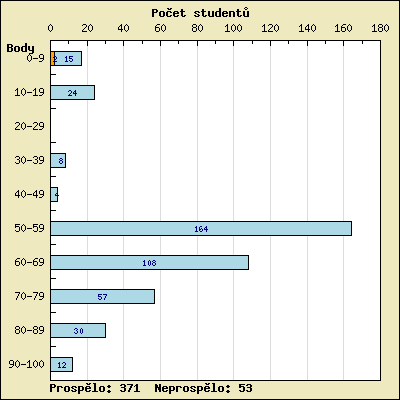 Počet studentů
0 20 40 60 80 100 120 140 160 180
Body
0-9 2 15
10-19 24
20-29
30-39 8
40-49 4
50-59 164
60-69 108
70-79 57
80-89 30
90-100 12
Prospělo: 371 Neprospělo: 53